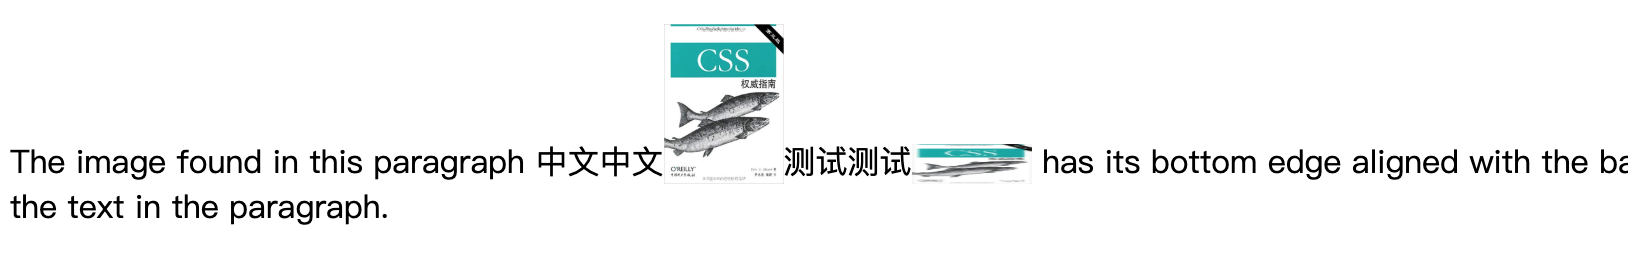 CSS
权威指南
O'REILLY
The image found in this paragraph 中文中文测试测试 has its bottom edge aligned with the ba
the text in the paragraph.